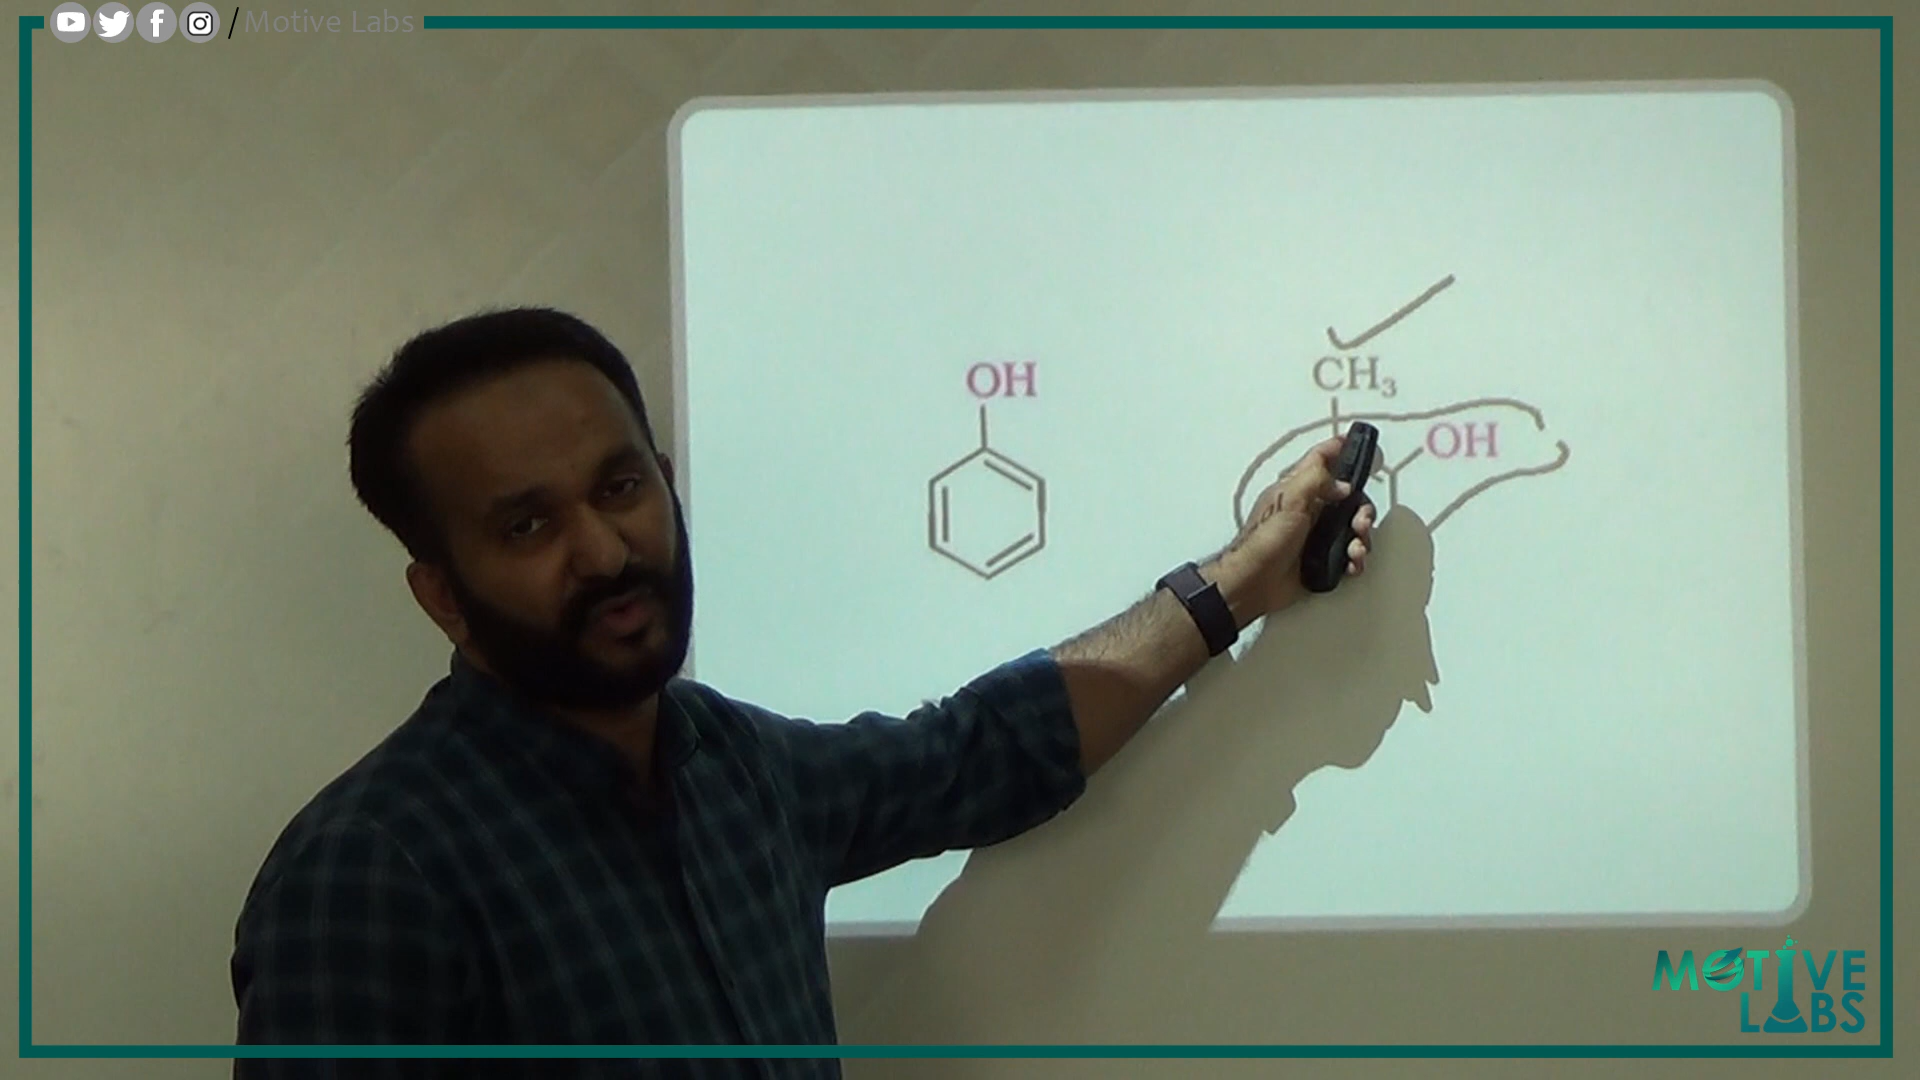 / Motive Labs
CH₃
OH
OH
MOTIVE
LABS